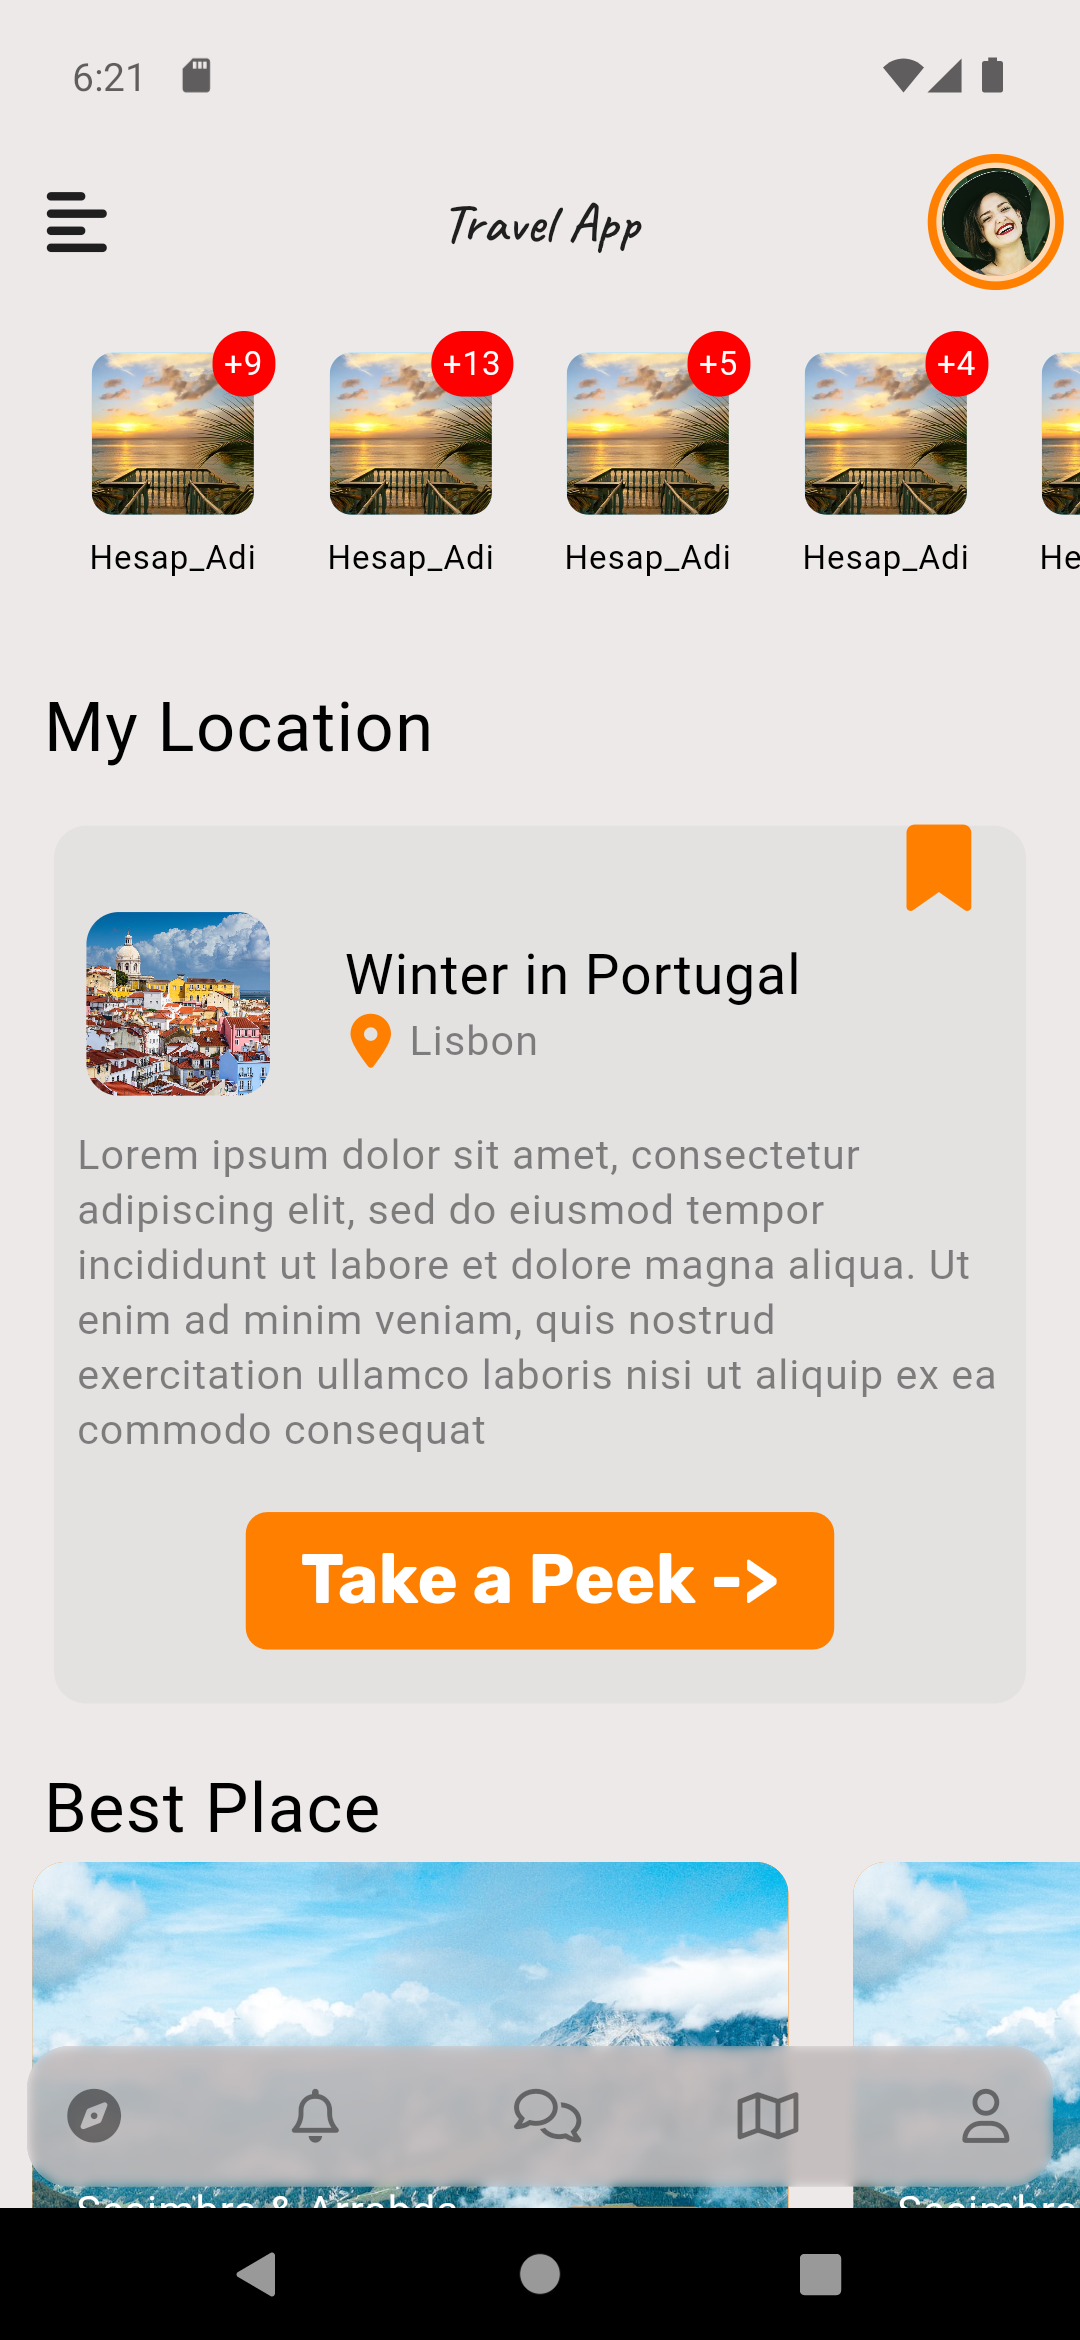 6:21
Travel App
+9 +13 +5 +4
Hesap_Adi Hesap_Adi Hesap_Adi Hesap_Adi He
My Location
Winter in Portugal
Lisbon
Lorem ipsum dolor sit amet, consectetur
adipiscing elit, sed do eiusmod tempor
incididunt ut labore et dolore magna aliqua. Ut
enim ad minim veniam, quis nostrud
exercitation ullamco laboris nisi ut aliquip ex ea
commodo consequat
Take a Peek ->
Best Place